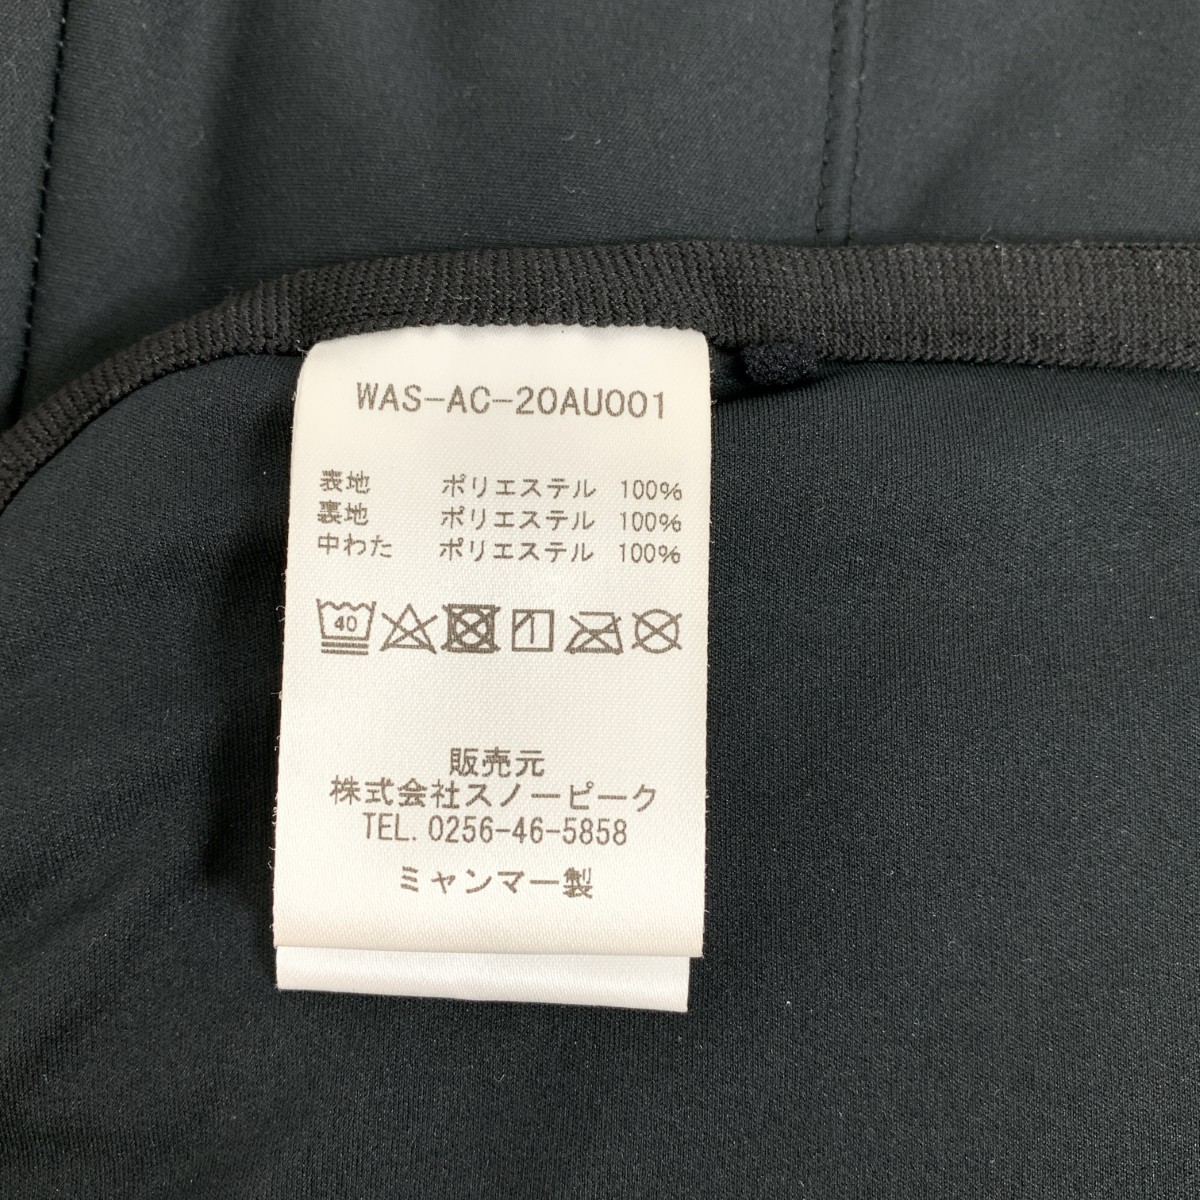 WAS-AC-20AU001
表地 ポリエステル 100%
裏地 ポリエステル 100%
中わた ポリエステル 100%
40
販売元
株式会社スノーピーク
TEL. 0256-46-5858
ミャンマー製